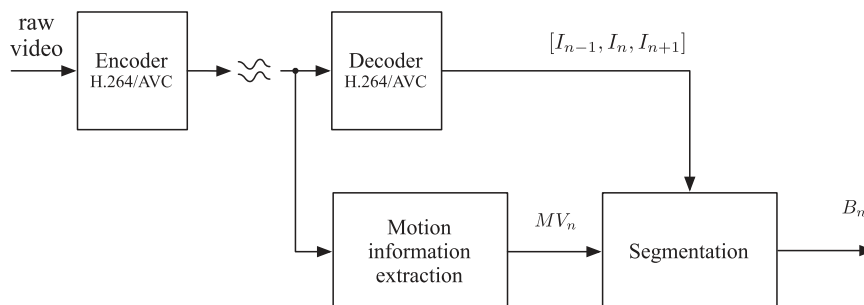 raw
video
Encoder
H.264/AVC
Decoder
H.264/AVC
[I_{n-1}, I_n, I_{n+1}]
Motion
information
extraction
MV_n
Segmentation
B_n